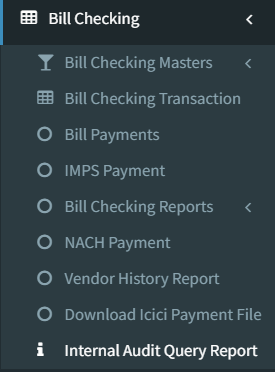 Bill Checking
Bill Checking Masters
Bill Checking Transaction
Bill Payments
IMPS Payment
Bill Checking Reports
NACH Payment
Vendor History Report
Download Icici Payment File
Internal Audit Query Report